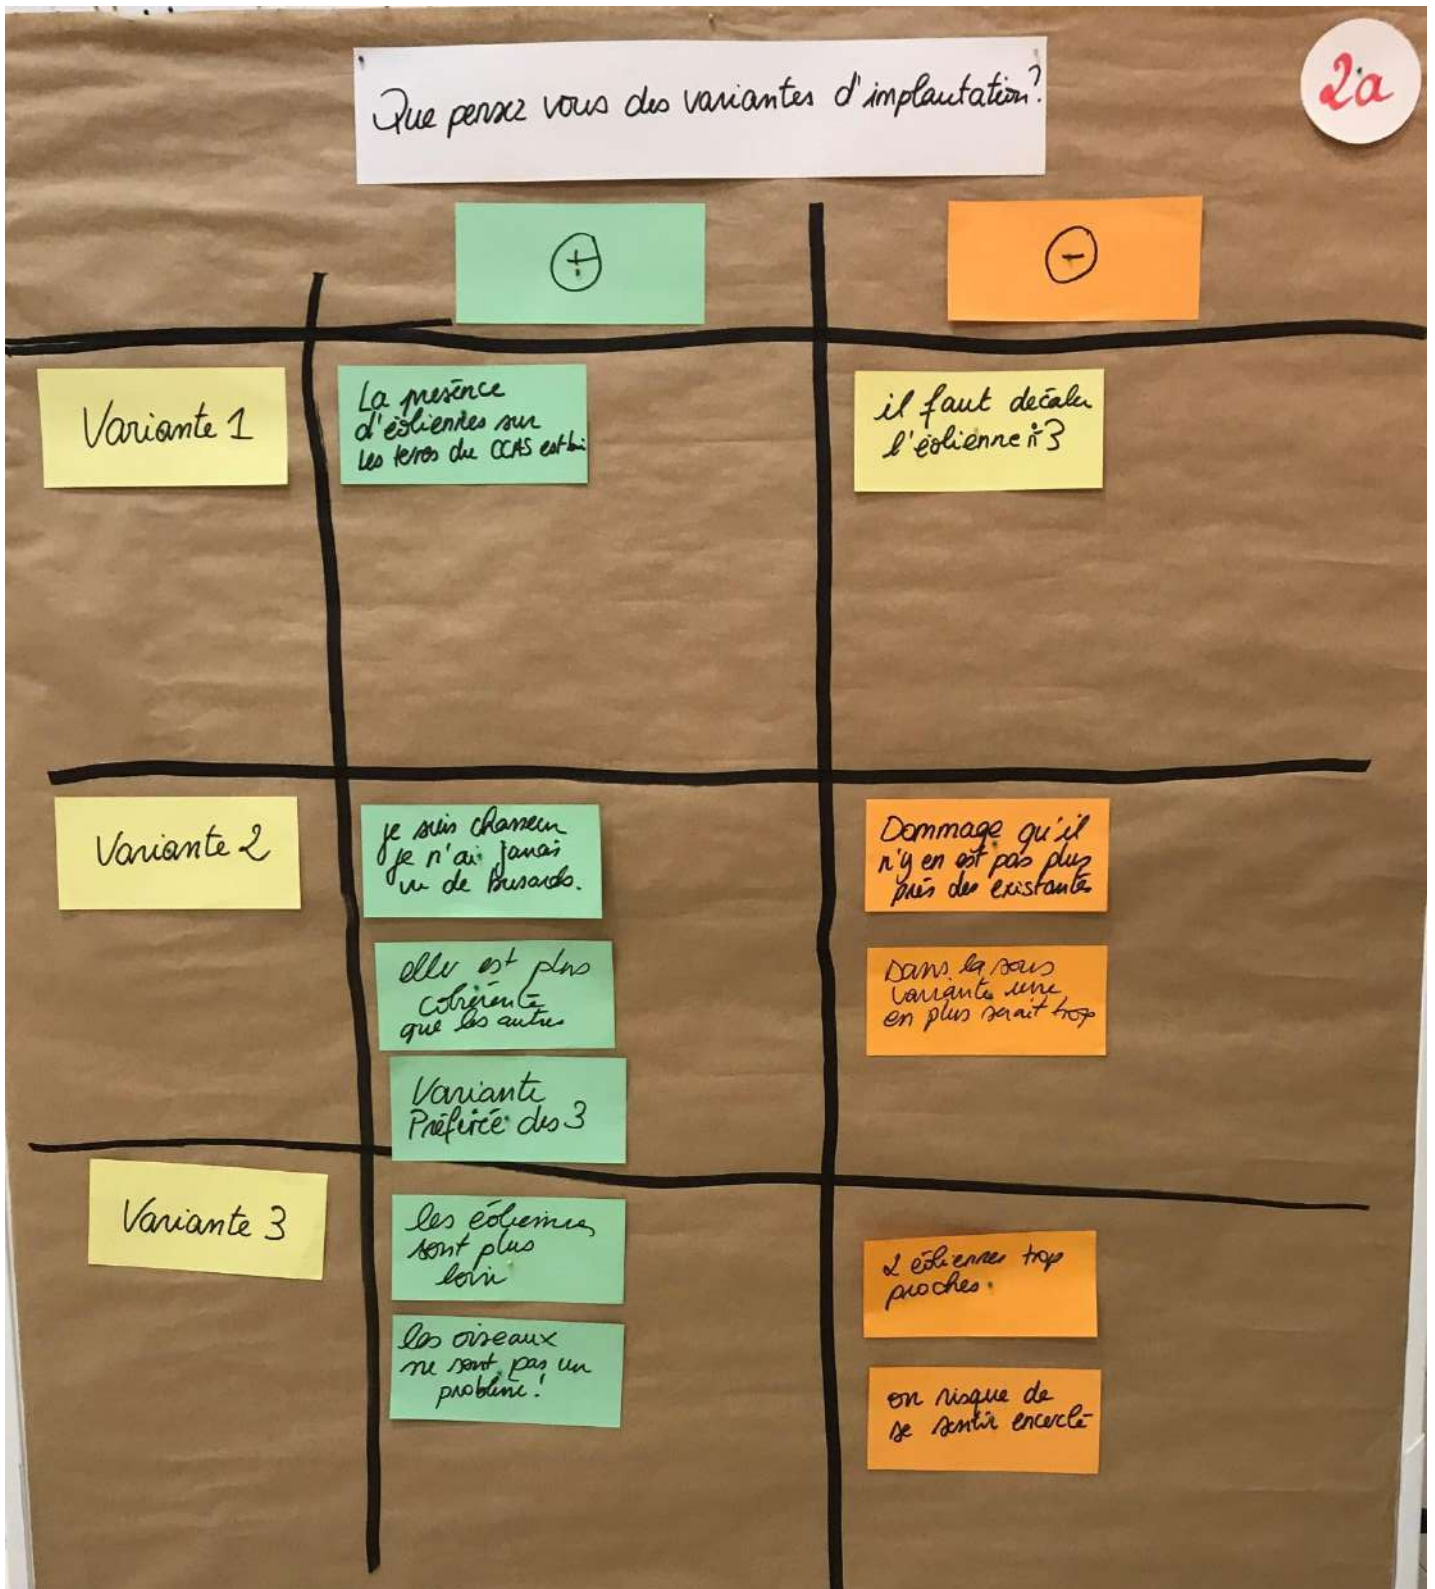 Que pensez vous des variantes d'implantation?
2a
+
-
Variante 1
La présence
d'éoliennes sur
les terres du CCAS est bi
il faut décaler
l'éolienne n°3
Variante 2
je suis chasseur
je n'ai jamais
vu de Busards.
elle est plus
cohérente
que les autres
Variante
Préférée des 3
Dommage qu'il
n'y en est pas plus
près des existantes
Dans la sous
variante une
en plus serait trop
Variante 3
les éoliennes
sont plus
loin
les oiseaux
ne sont pas un
problème!
2 éoliennes trop
proches.
on risque de
se sentir encerclé